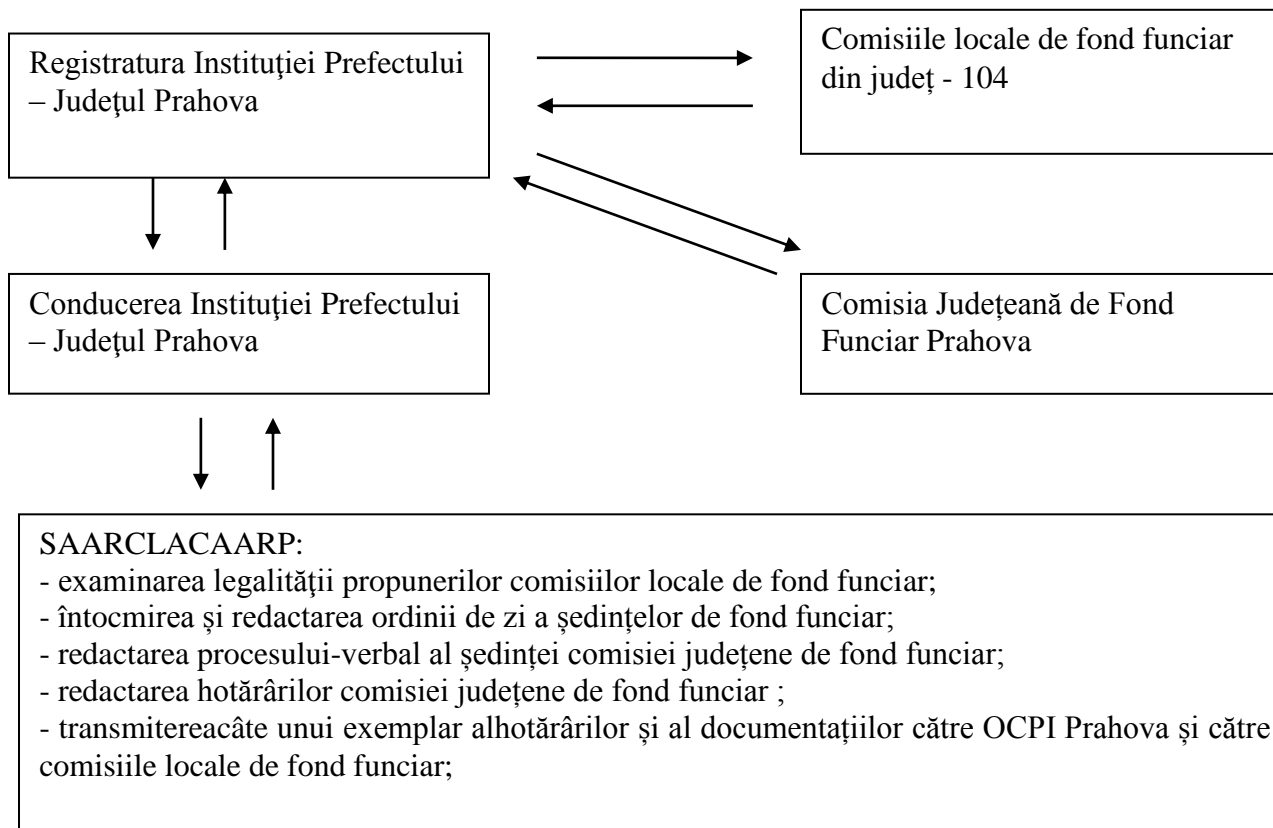 Registratura Instituţiei Prefectului
– Judeţul Prahova
Comisiile locale de fond funciar
din județ - 104
Conducerea Instituţiei Prefectului
– Judeţul Prahova
Comisia Județeană de Fond
Funciar Prahova
SAARCLACAARP:
- examinarea legalităţii propunerilor comisiilor locale de fond funciar;
- întocmirea și redactarea ordinii de zi a ședințelor de fond funciar;
- redactarea procesului-verbal al ședinței comisiei județene de fond funciar;
- redactarea hotărârilor comisiei județene de fond funciar ;
- transmitereacâte unui exemplar alhotărârilor și al documentațiilor către OCPI Prahova și către
comisiile locale de fond funciar;